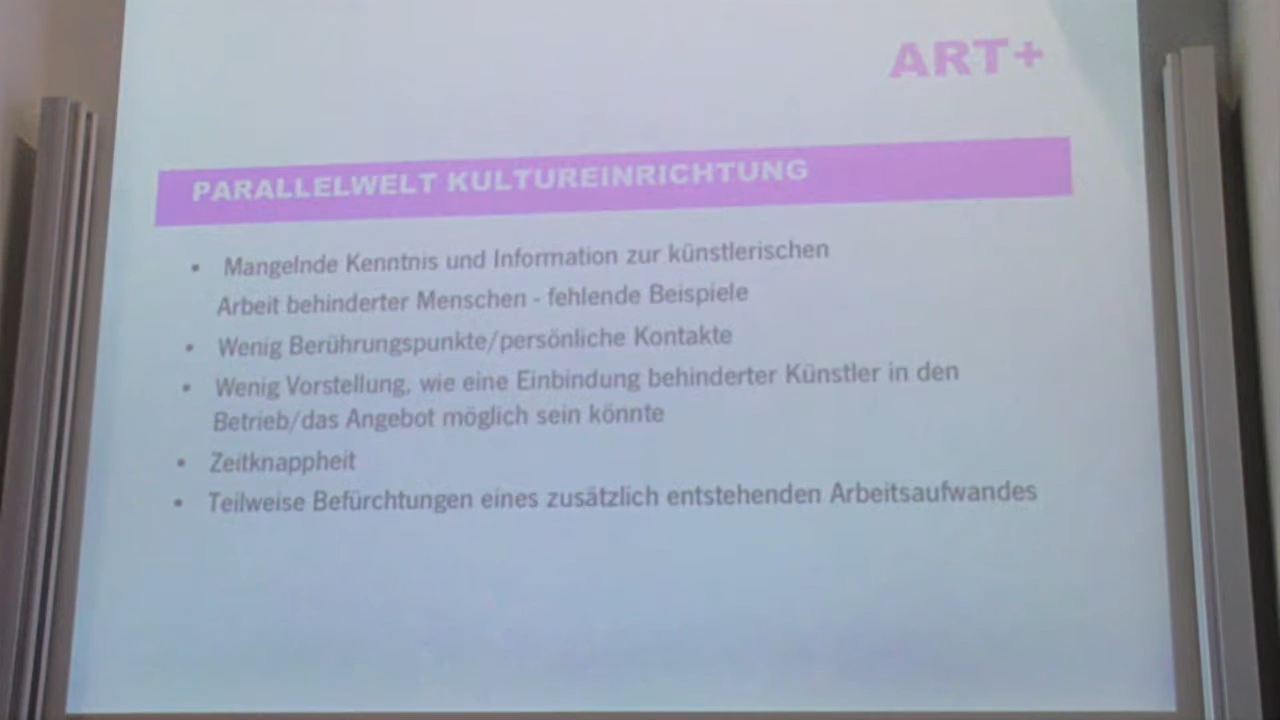 ART+
PARALLELWELT KULTUREINRICHTUNG
• Mangelnde Kenntnis und Information zur künstlerischen
Arbeit behinderter Menschen - fehlende Beispiele
• Wenig Berührungspunkte/persönliche Kontakte
• Wenig Vorstellung, wie eine Einbindung behinderter Künstler in den
Betrieb/das Angebot möglich sein könnte
• Zeitknappheit
• Teilweise Befürchtungen eines zusätzlich entstehenden Arbeitsaufwandes